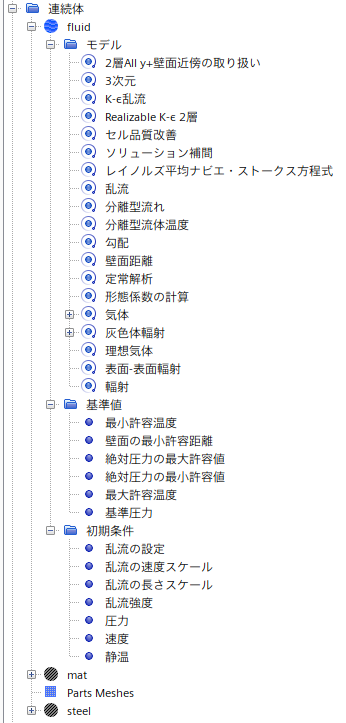 連続体
fluid
モデル
2層All y+壁面近傍の取り扱い
3次元
K-ϵ乱流
Realizable K-ϵ 2層
セル品質改善
ソリューション補間
レイノルズ平均ナビエ・ストークス方程式
乱流
分離型流れ
分離型流体温度
勾配
壁面距離
定常解析
形態係数の計算
気体
灰色体輻射
理想気体
表面-表面輻射
輻射
基準値
最小許容温度
壁面の最小許容距離
絶対圧力の最大許容値
絶対圧力の最小許容値
最大許容温度
基準圧力
初期条件
乱流の設定
乱流の速度スケール
乱流の長さスケール
乱流強度
圧力
速度
静温
mat
Parts Meshes
steel